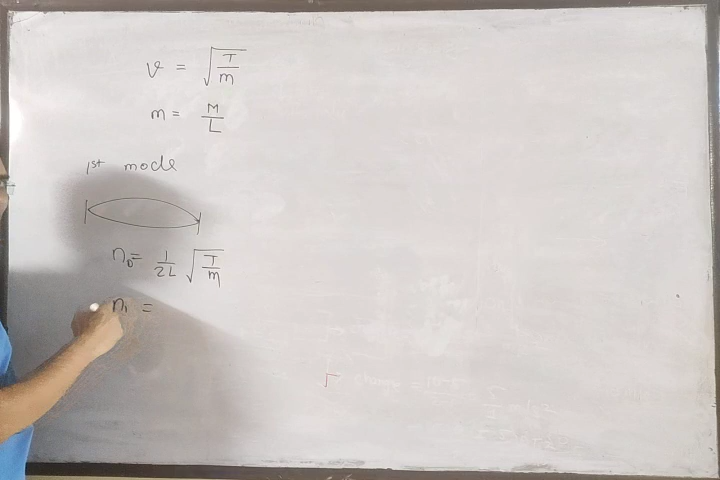 v = √T/m
m = M/L
1st mode
n₀ = 1/2L √T/m
n₁ =